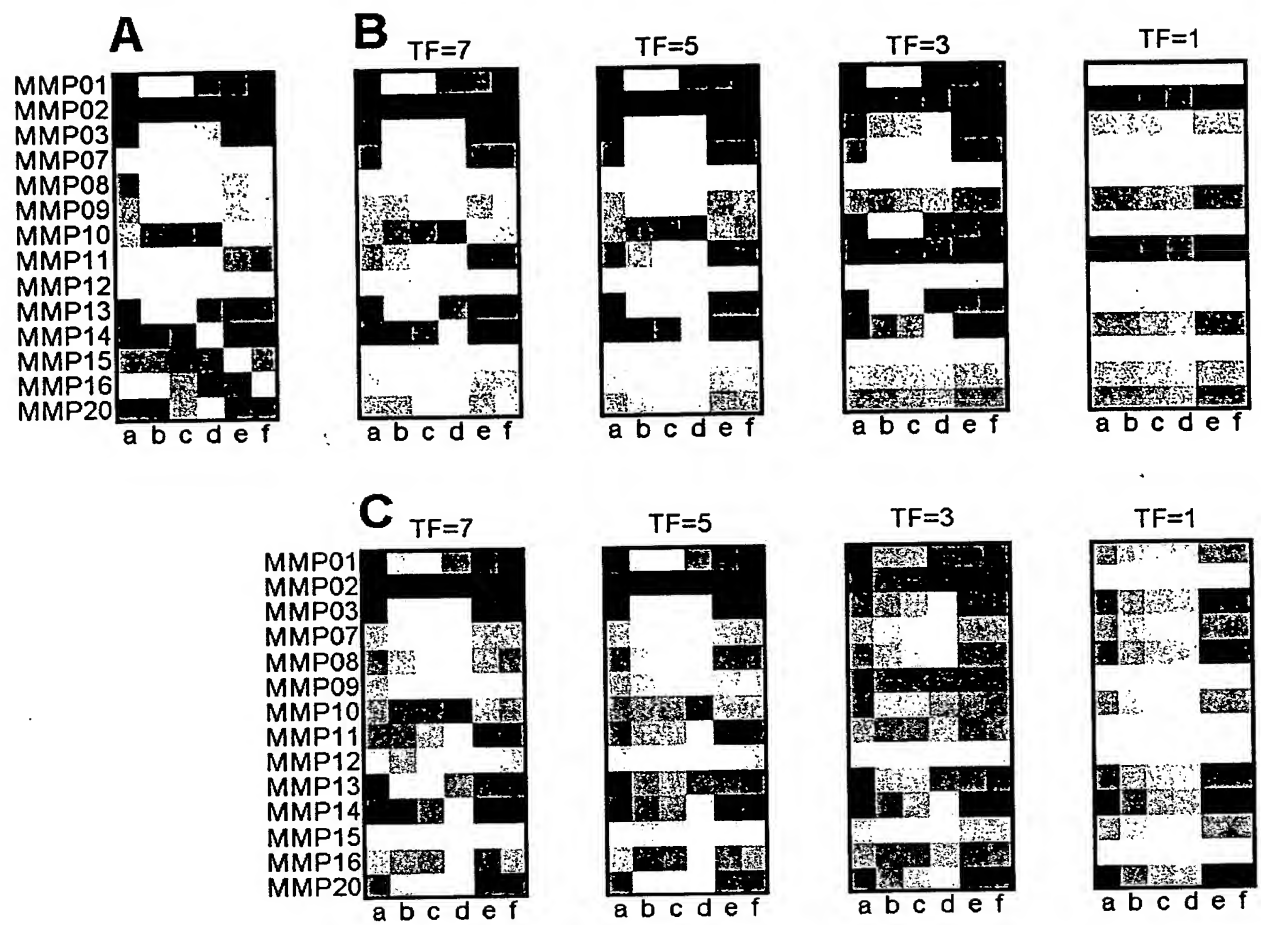 A
B
TF=7
TF=5
TF=3
TF=1
MMP01
MMP02
MMP03
MMP07
MMP08
MMP09
MMP10
MMP11
MMP12
MMP13
MMP14
MMP15
MMP16
MMP20
a b c d e f
a b c d e f
a b c d e f
a b c d e f
a b c d e f
C
TF=7
TF=5
TF=3
TF=1
MMP01
MMP02
MMP03
MMP07
MMP08
MMP09
MMP10
MMP11
MMP12
MMP13
MMP14
MMP15
MMP16
MMP20
a b c d e f
a b c d e f
a b c d e f
a b c d e f